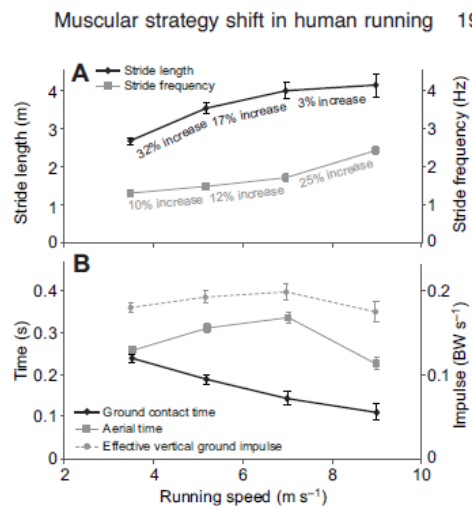 Muscular strategy shift in human running 19
A
Stride length
Stride frequency
Stride length (m)
4
3
2
1
0
32% increase 17% increase 3% increase
10% increase 12% increase 25% increase
Stride frequency (Hz)
4
3
2
1
0
B
Time (s)
0.4
0.3
0.2
0.1
0
Impulse (BW s⁻¹)
0.2
0.1
0
Ground contact time
Aerial time
Effective vertical ground impulse
2 4 6 8 10
Running speed (m s⁻¹)